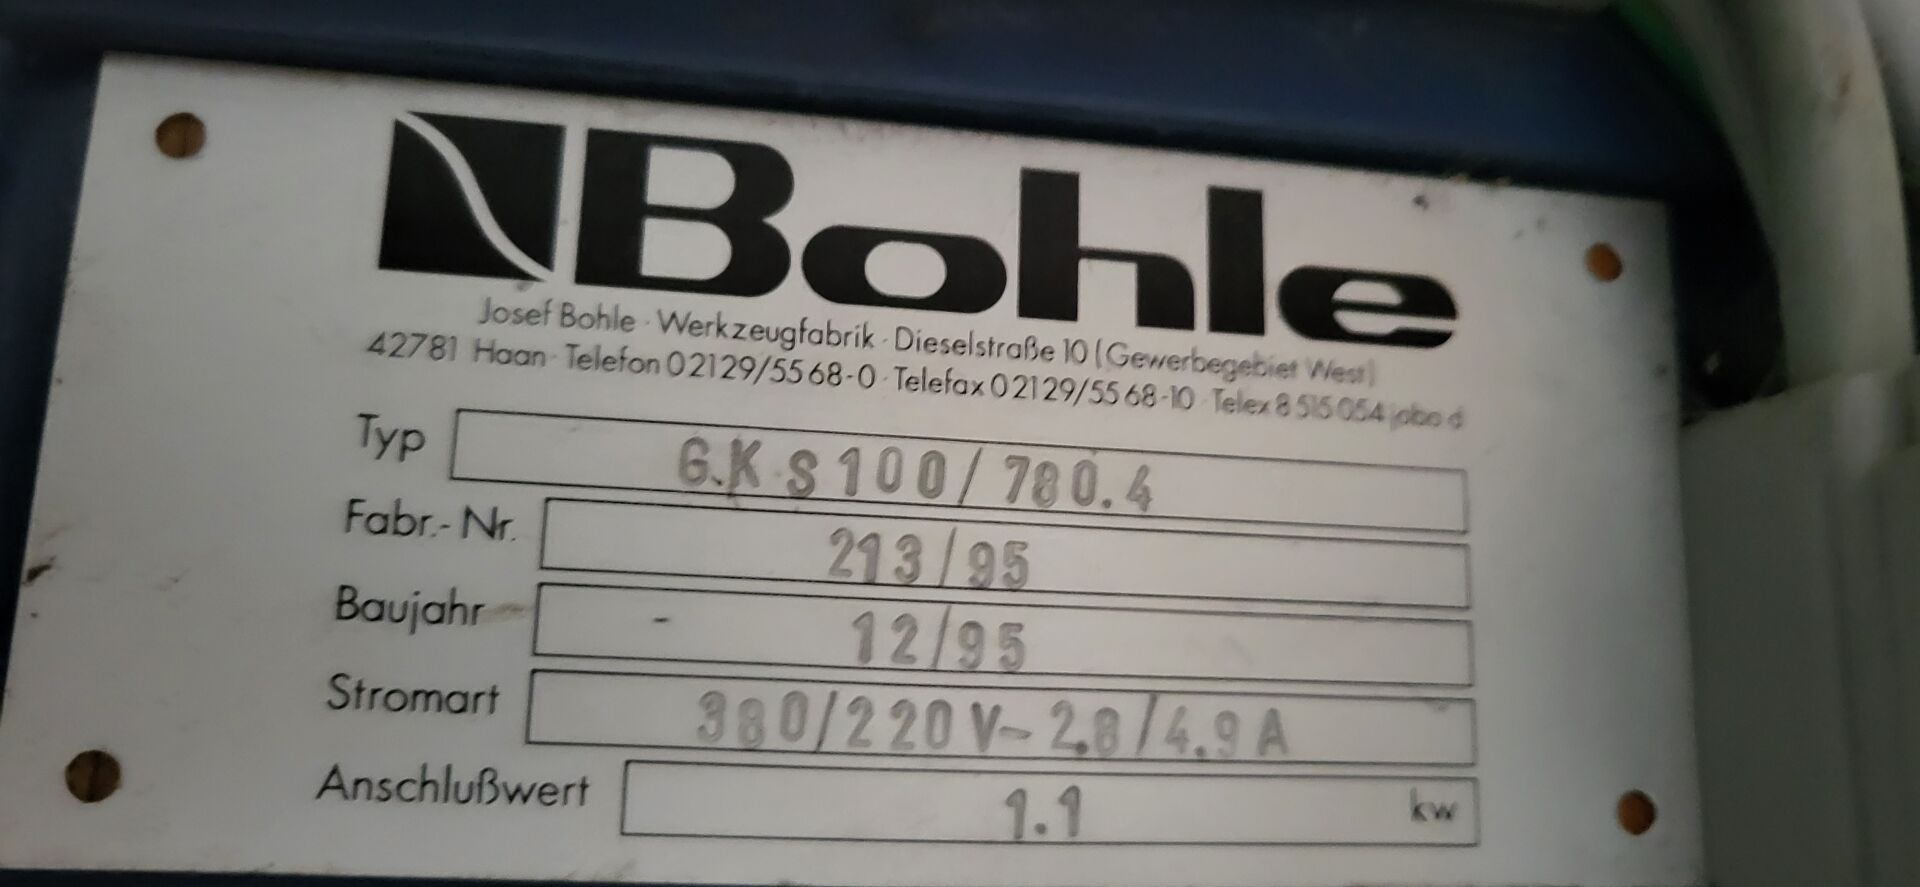 Bohle
Josef Bohle · Werkzeugfabrik · Dieselstraße 10 (Gewerbegebiet West)
42781 Haan · Telefon 02129/5568-0 · Telefax 02129/5568-10 · Telex 8 515 054 jobo d
Typ G.K S 100/780.4
Fabr.-Nr. 213/95
Baujahr - 12/95
Stromart 380/220 V~ 2.8/4.9 A
Anschlußwert 1.1 kw